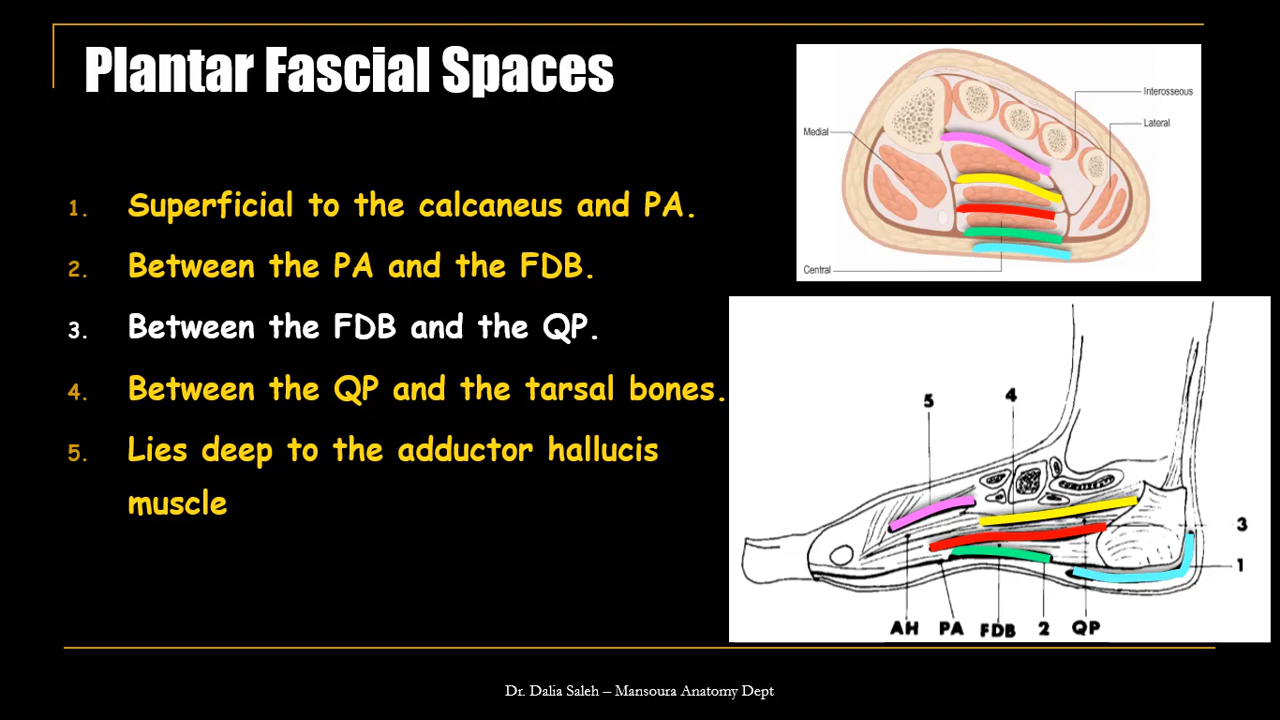 Plantar Fascial Spaces
1. Superficial to the calcaneus and PA.
2. Between the PA and the FDB.
3. Between the FDB and the QP.
4. Between the QP and the tarsal bones.
5. Lies deep to the adductor hallucis
muscle
Interosseous
Lateral
Medial
Central
5 4
3
1
AH PA FDB 2 QP
Dr. Dalia Saleh – Mansoura Anatomy Dept